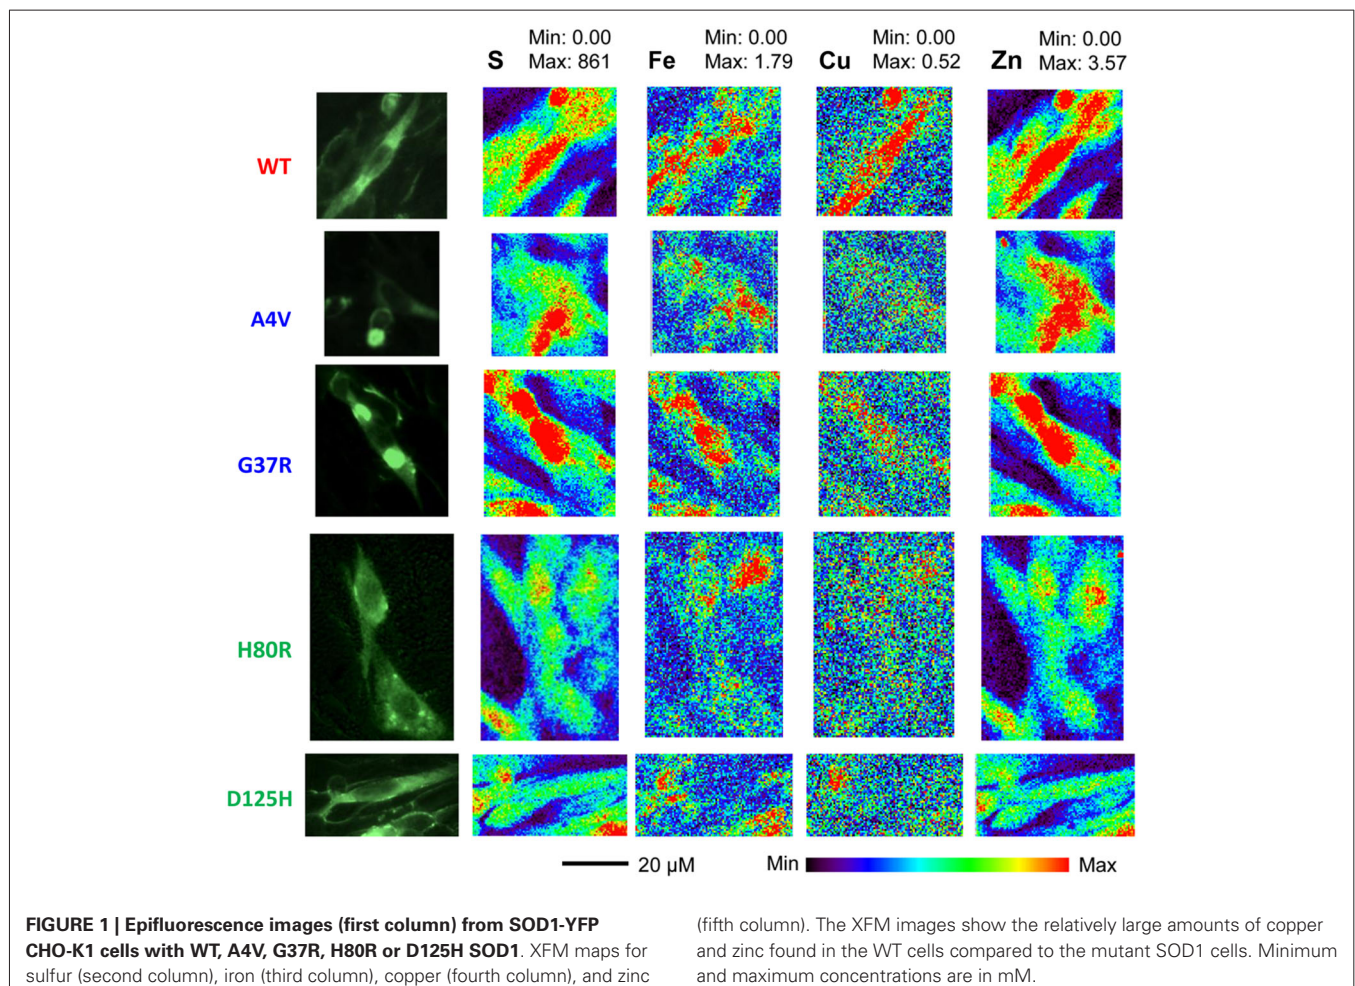 Min: 0.00 Min: 0.00 Min: 0.00 Min: 0.00
S Max: 861 Fe Max: 1.79 Cu Max: 0.52 Zn Max: 3.57
WT
A4V
G37R
H80R
D125H
20 μM Min Max
FIGURE 1 | Epifluorescence images (first column) from SOD1-YFP
CHO-K1 cells with WT, A4V, G37R, H80R or D125H SOD1. XFM maps for
sulfur (second column), iron (third column), copper (fourth column), and zinc
(fifth column). The XFM images show the relatively large amounts of copper
and zinc found in the WT cells compared to the mutant SOD1 cells. Minimum
and maximum concentrations are in mM.